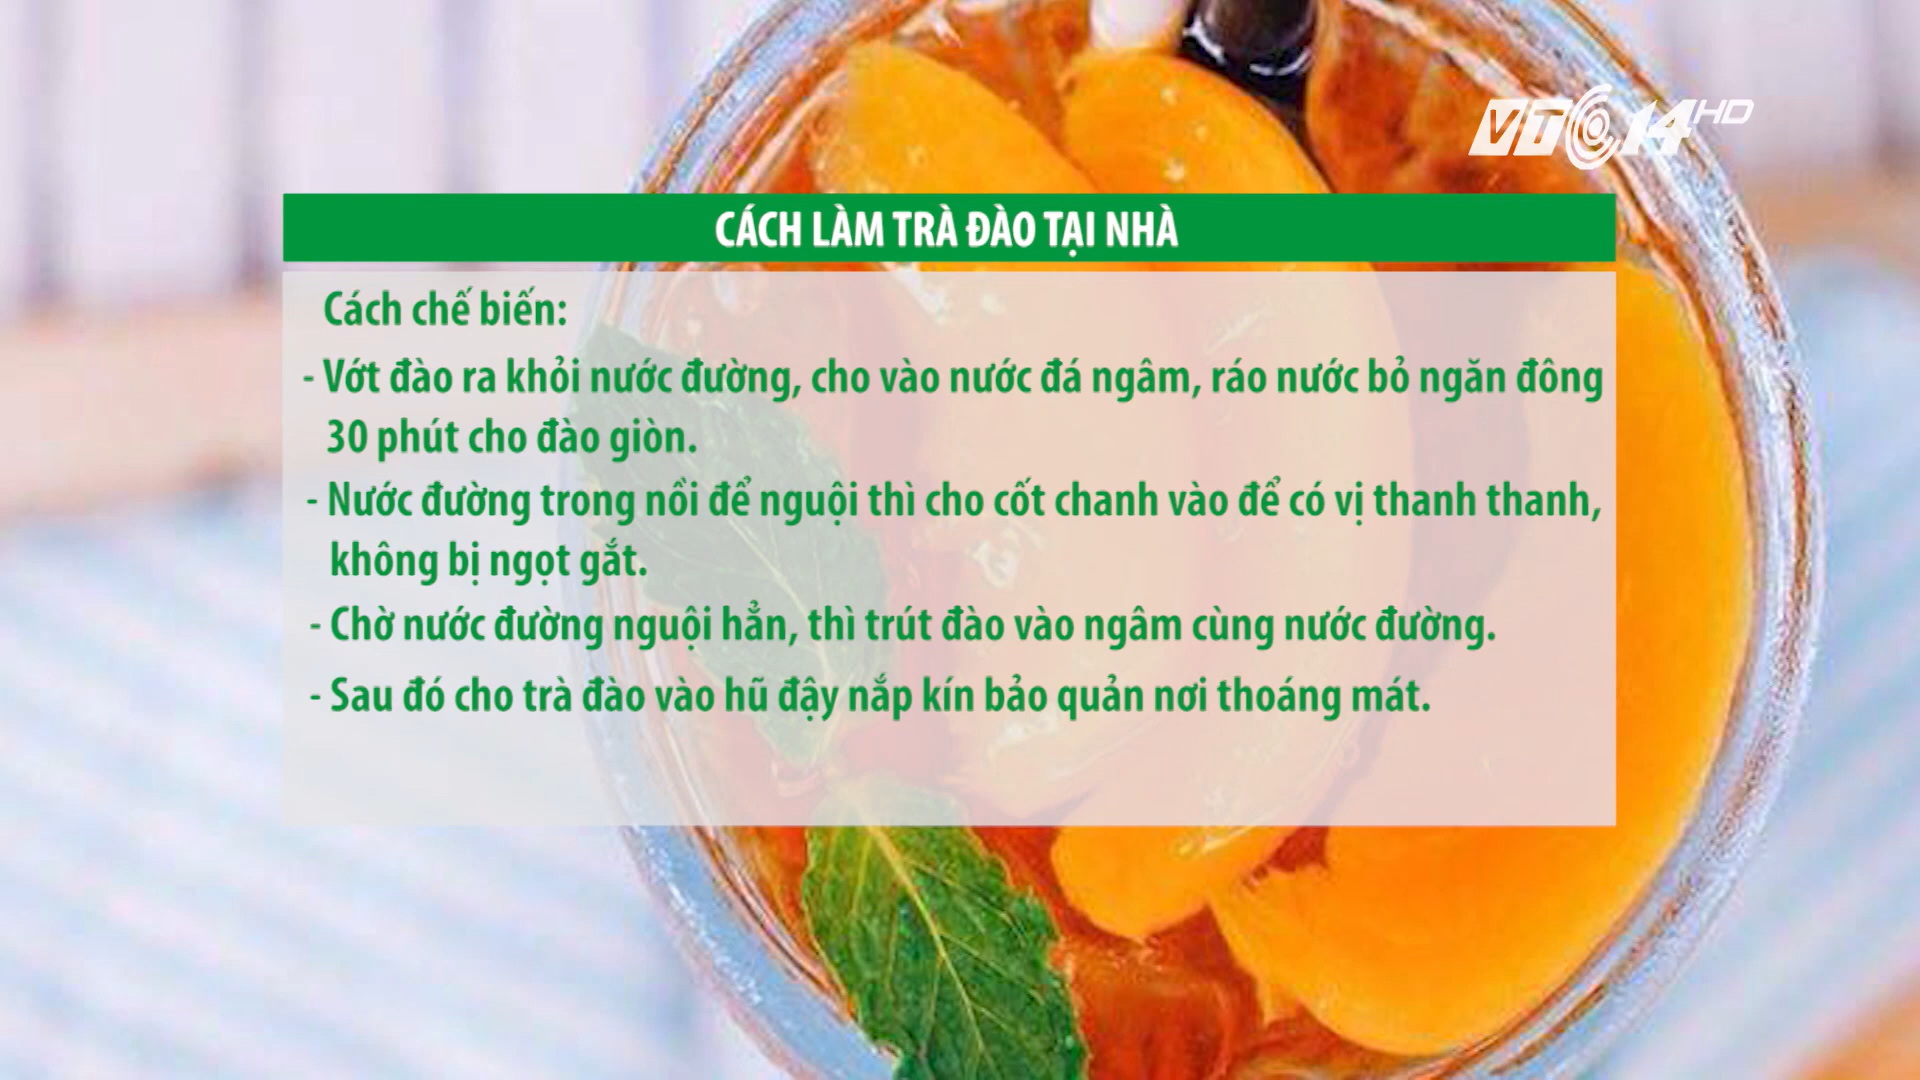 VTC14 HD
CÁCH LÀM TRÀ ĐÀO TẠI NHÀ
Cách chế biến:
- Vớt đào ra khỏi nước đường, cho vào nước đá ngâm, ráo nước bỏ ngăn đông
30 phút cho đào giòn.
- Nước đường trong nồi để nguội thì cho cốt chanh vào để có vị thanh thanh,
không bị ngọt gắt.
- Chờ nước đường nguội hẳn, thì trút đào vào ngâm cùng nước đường.
- Sau đó cho trà đào vào hũ đậy nắp kín bảo quản nơi thoáng mát.